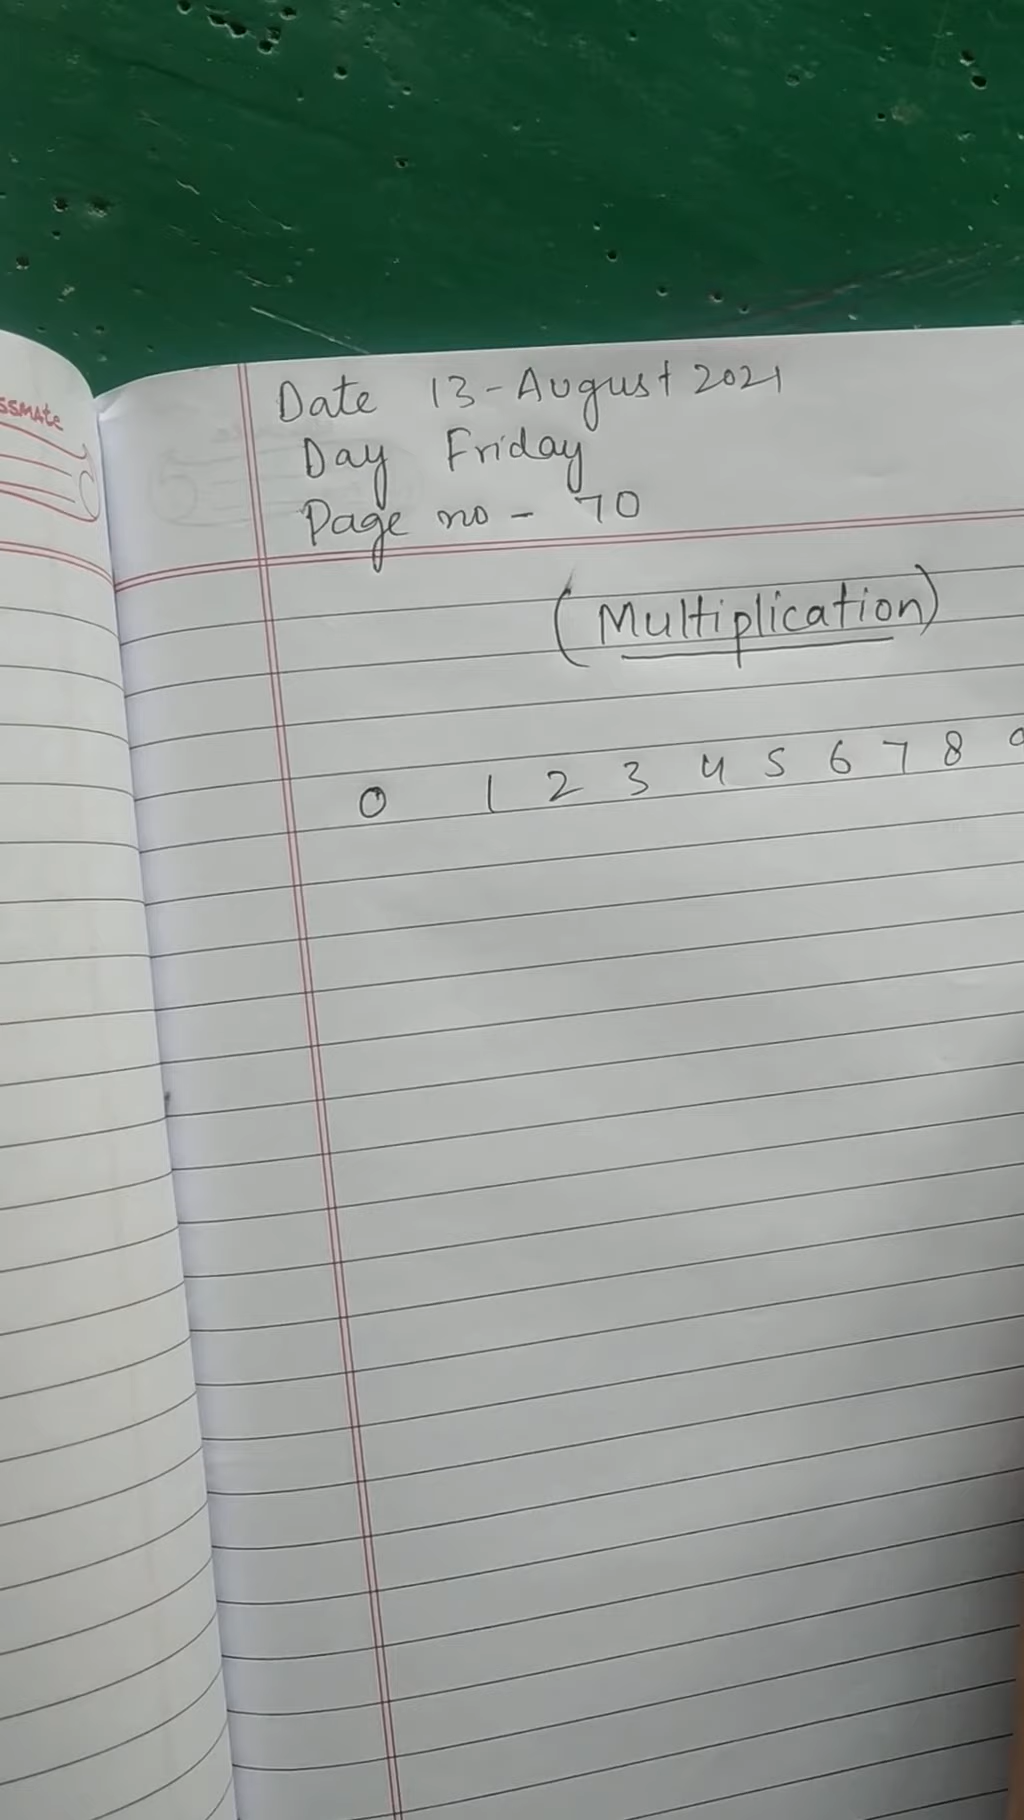 ssmate
Date 13-August 2021
Day Friday
Page no - 70
(Multiplication)
0 1 2 3 4 5 6 7 8